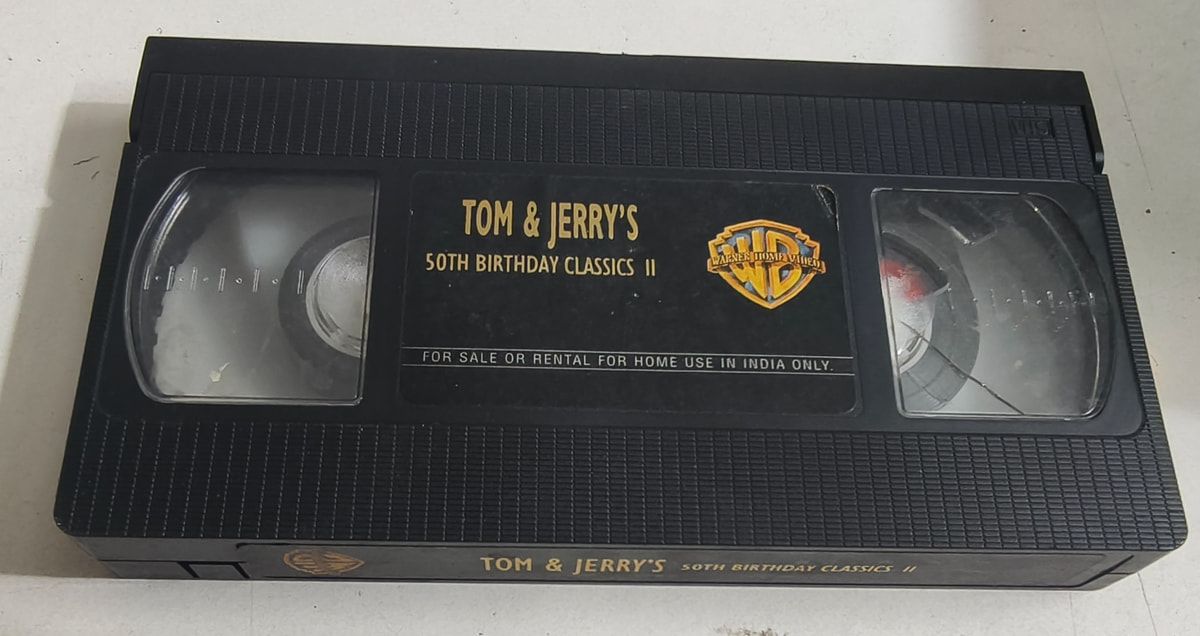 VHS
TOM & JERRY'S
50TH BIRTHDAY CLASSICS II
WB
WARNER HOME VIDEO
FOR SALE OR RENTAL FOR HOME USE IN INDIA ONLY.
TOM & JERRY'S 50TH BIRTHDAY CLASSICS II